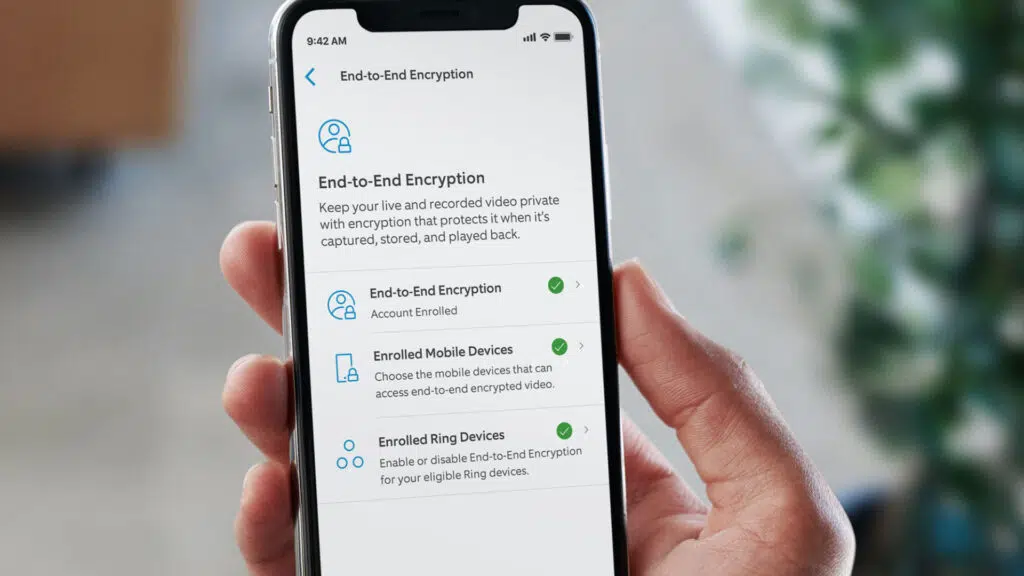 9:42 AM
End-to-End Encryption
End-to-End Encryption
Keep your live and recorded video private
with encryption that protects it when it's
captured, stored, and played back.
End-to-End Encryption
Account Enrolled
Enrolled Mobile Devices
Choose the mobile devices that can
access end-to-end encrypted video.
Enrolled Ring Devices
Enable or disable End-to-End Encryption
for your eligible Ring devices.